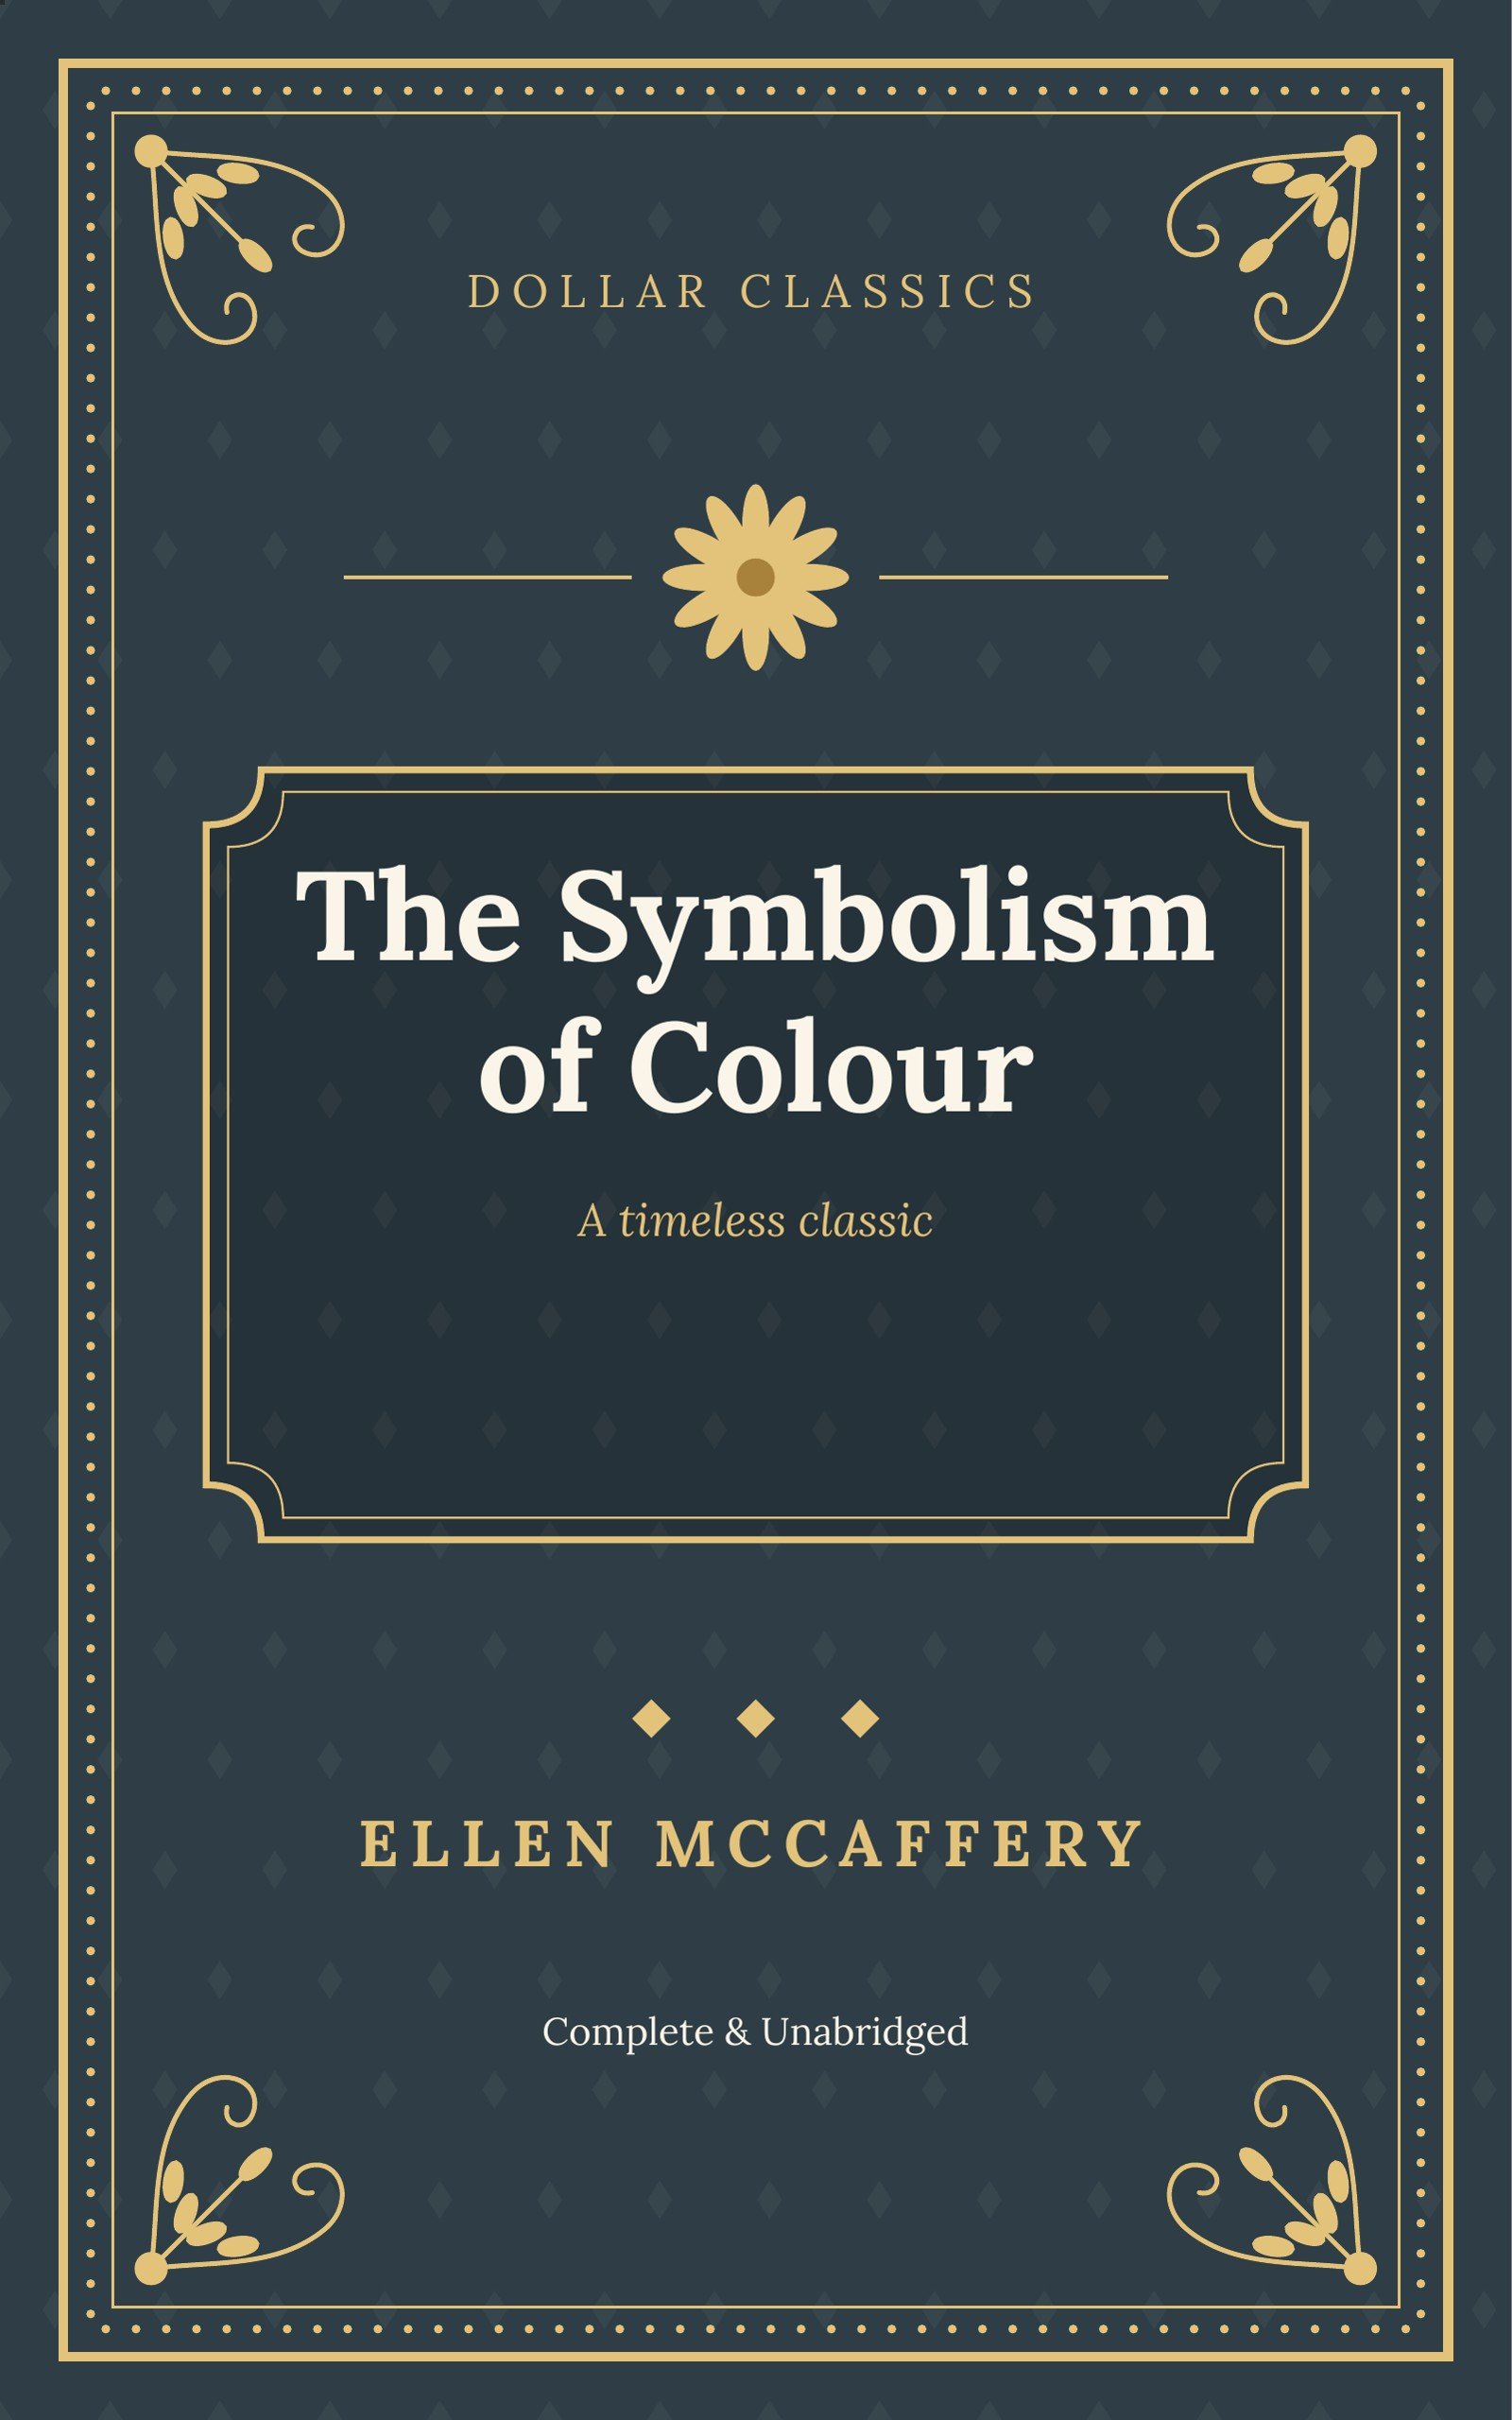 DOLLAR CLASSICS
The Symbolism
of Colour
A timeless classic
ELLEN MCCAFFERY
Complete & Unabridged